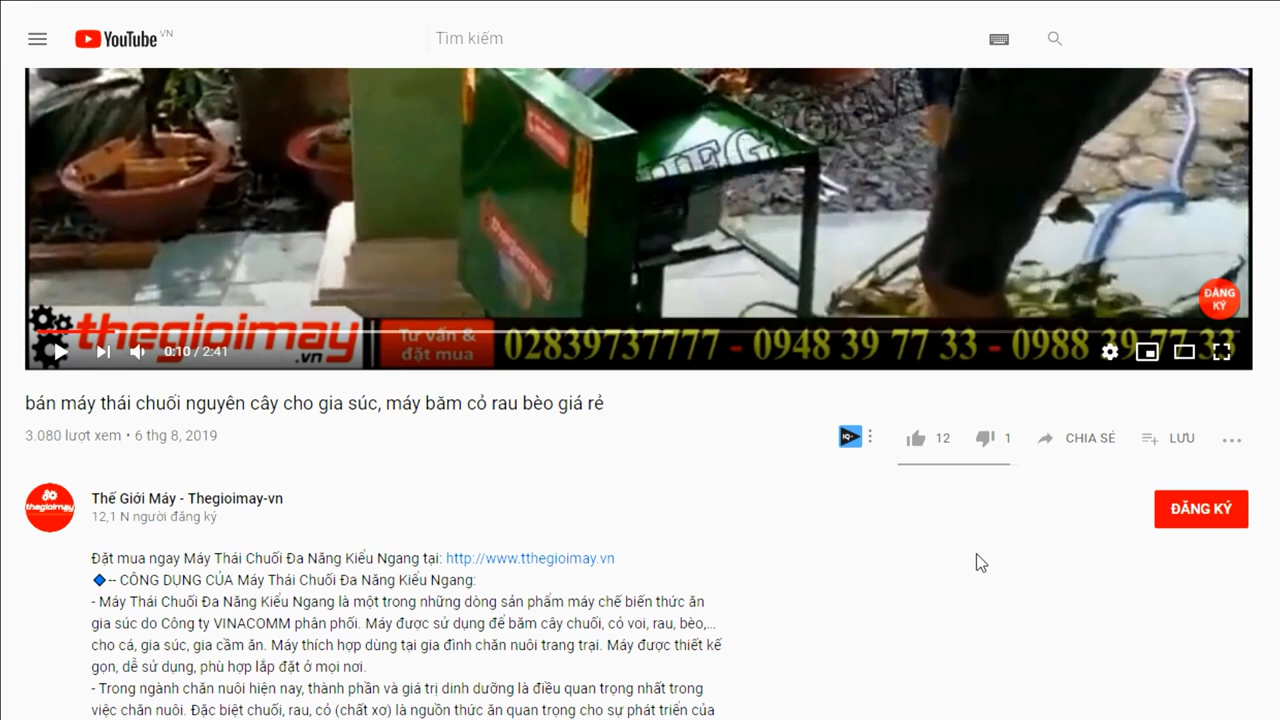 YouTube VN
Tìm kiếm
ĐĂNG
KÝ
thegioimay
.vn
Tư vấn &
đặt mua
02839737777 - 0948 39 77 33 - 0988 39 77 33
0:10 / 2:41
bán máy thái chuối nguyên cây cho gia súc, máy băm cỏ rau bèo giá rẻ
3.080 lượt xem • 6 thg 8, 2019
12
1
CHIA SẺ
LƯU
thegioimay
Thế Giới Máy - Thegioimay-vn
12,1 N người đăng ký
ĐĂNG KÝ
Đặt mua ngay Máy Thái Chuối Đa Năng Kiểu Ngang tại: http://www.tthegioimay.vn
-- CÔNG DỤNG CỦA Máy Thái Chuối Đa Năng Kiểu Ngang:
- Máy Thái Chuối Đa Năng Kiểu Ngang là một trong những dòng sản phẩm máy chế biến thức ăn
gia súc do Công ty VINACOMM phân phối. Máy được sử dụng để băm cây chuối, cỏ voi, rau, bèo,...
cho cá, gia súc, gia cầm ăn. Máy thích hợp dùng tại gia đình chăn nuôi trang trại. Máy được thiết kế
gọn, dễ sử dụng, phù hợp lắp đặt ở mọi nơi.
- Trong ngành chăn nuôi hiện nay, thành phần và giá trị dinh dưỡng là điều quan trọng nhất trong
việc chăn nuôi. Đặc biệt chuối, rau, cỏ (chất xơ) là nguồn thức ăn quan trọng cho sự phát triển của